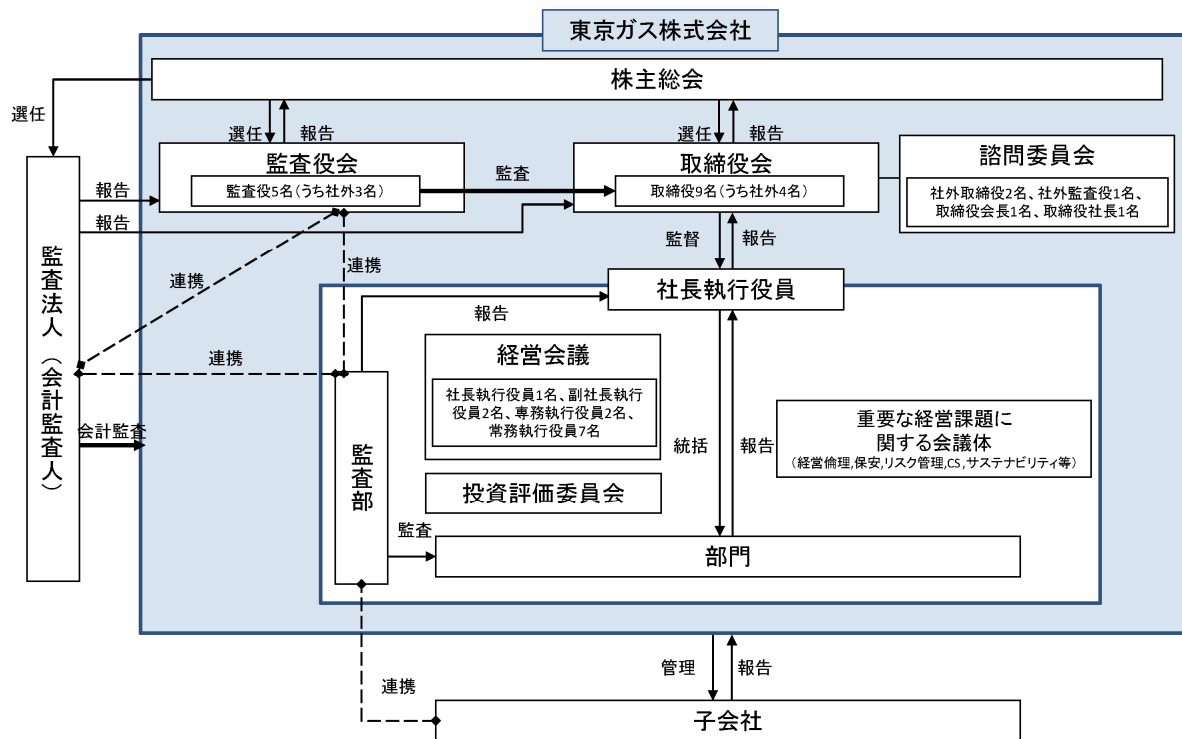 東京ガス株式会社
株主総会
選任
選任
報告
選任
報告
監査役会
監査役5名(うち社外3名)
監査
取締役会
取締役9名(うち社外4名)
諮問委員会
社外取締役2名、社外監査役1名、
取締役会長1名、取締役社長1名
報告
報告
監督
報告
連携
連携
社長執行役員
報告
監査法人（会計監査人）
連携
経営会議
社長執行役員1名、副社長執行
役員2名、専務執行役員2名、
常務執行役員7名
重要な経営課題に
関する会議体
（経営倫理,保安,リスク管理,CS,サステナビリティ等）
会計監査
統括
報告
監査部
投資評価委員会
監査
部門
管理
報告
連携
子会社